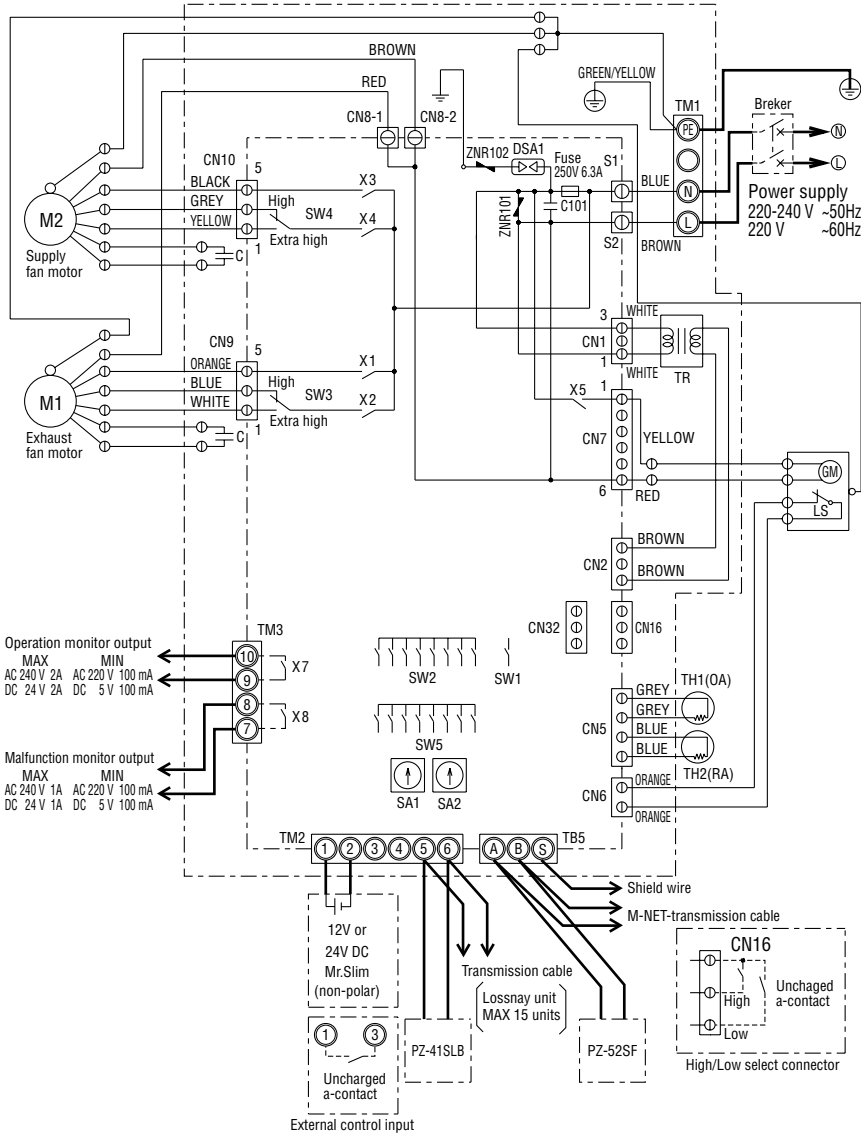 BROWN
RED
GREEN/YELLOW
CN8-1
CN8-2
TM1
Breker
PE
N
L
N
L
ZNR102
DSA1
Fuse
250V 6.3A
S1
BLUE
C101
ZNR101
S2
BROWN
Power supply
220-240 V ~50Hz
220 V ~60Hz
CN10
5
BLACK
GREY
YELLOW
High
SW4
Extra high
X3
X4
1
C
M2
Supply
fan motor
3
WHITE
CN1
1
WHITE
TR
CN9
5
ORANGE
BLUE
WHITE
High
SW3
Extra high
X1
X2
1
C
M1
Exhaust
fan motor
X5
1
CN7
YELLOW
6
RED
GM
LS
CN2
BROWN
BROWN
CN32
CN16
TM3
Operation monitor output
MAX MIN
AC 240 V 2A AC 220 V 100 mA
DC 24 V 2A DC 5 V 100 mA
10
9
8
7
X7
X8
SW2
SW1
SW5
SA1
SA2
Malfunction monitor output
MAX MIN
AC 240 V 1A AC 220 V 100 mA
DC 24 V 1A DC 5 V 100 mA
CN5
GREY
GREY
BLUE
BLUE
TH1(OA)
TH2(RA)
CN6
ORANGE
ORANGE
TM2
1 2 3 4 5 6
A B S
TB5
Shield wire
M-NET-transmission cable
12V or
24V DC
Mr.Slim
(non-polar)
Transmission cable
Lossnay unit
MAX 15 units
1 3
Uncharged
a-contact
External control input
PZ-41SLB
PZ-52SF
CN16
High
Low
Unchaged
a-contact
High/Low select connector